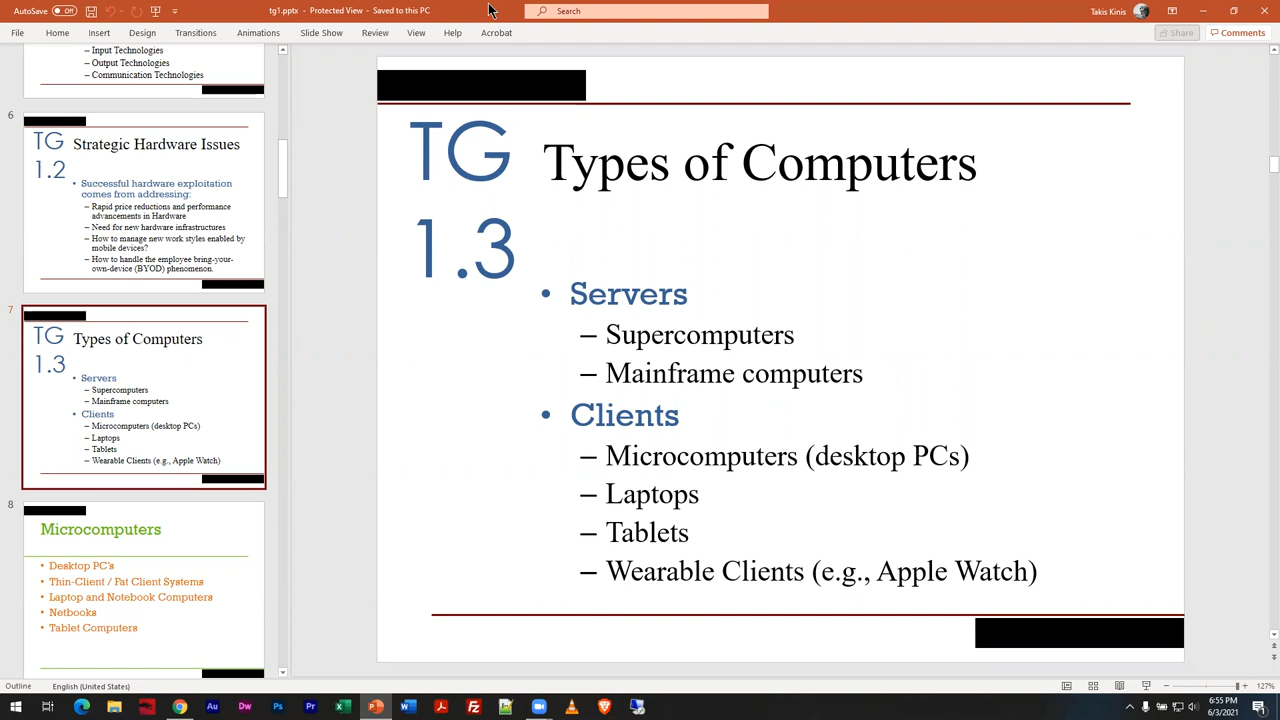 AutoSave Off tg1.pptx - Protected View - Saved to this PC Search Takis Kinis
File Home Insert Design Transitions Animations Slide Show Review View Help Acrobat Share Comments
– Input Technologies
– Output Technologies
– Communication Technologies
6
TG
1.2
Strategic Hardware Issues
• Successful hardware exploitation
comes from addressing:
– Rapid price reductions and performance
advancements in Hardware
– Need for new hardware infrastructures
– How to manage new work styles enabled by
mobile devices?
– How to handle the employee bring-your-
own-device (BYOD) phenomenon.
7
TG
1.3
Types of Computers
• Servers
– Supercomputers
– Mainframe computers
• Clients
– Microcomputers (desktop PCs)
– Laptops
– Tablets
– Wearable Clients (e.g., Apple Watch)
8
Microcomputers
• Desktop PC's
• Thin-Client / Fat Client Systems
• Laptop and Notebook Computers
• Netbooks
• Tablet Computers
TG
1.3
Types of Computers
• Servers
– Supercomputers
– Mainframe computers
• Clients
– Microcomputers (desktop PCs)
– Laptops
– Tablets
– Wearable Clients (e.g., Apple Watch)
Outline English (United States) 127%
Au Dw Ps Pr
6:55 PM
6/3/2021